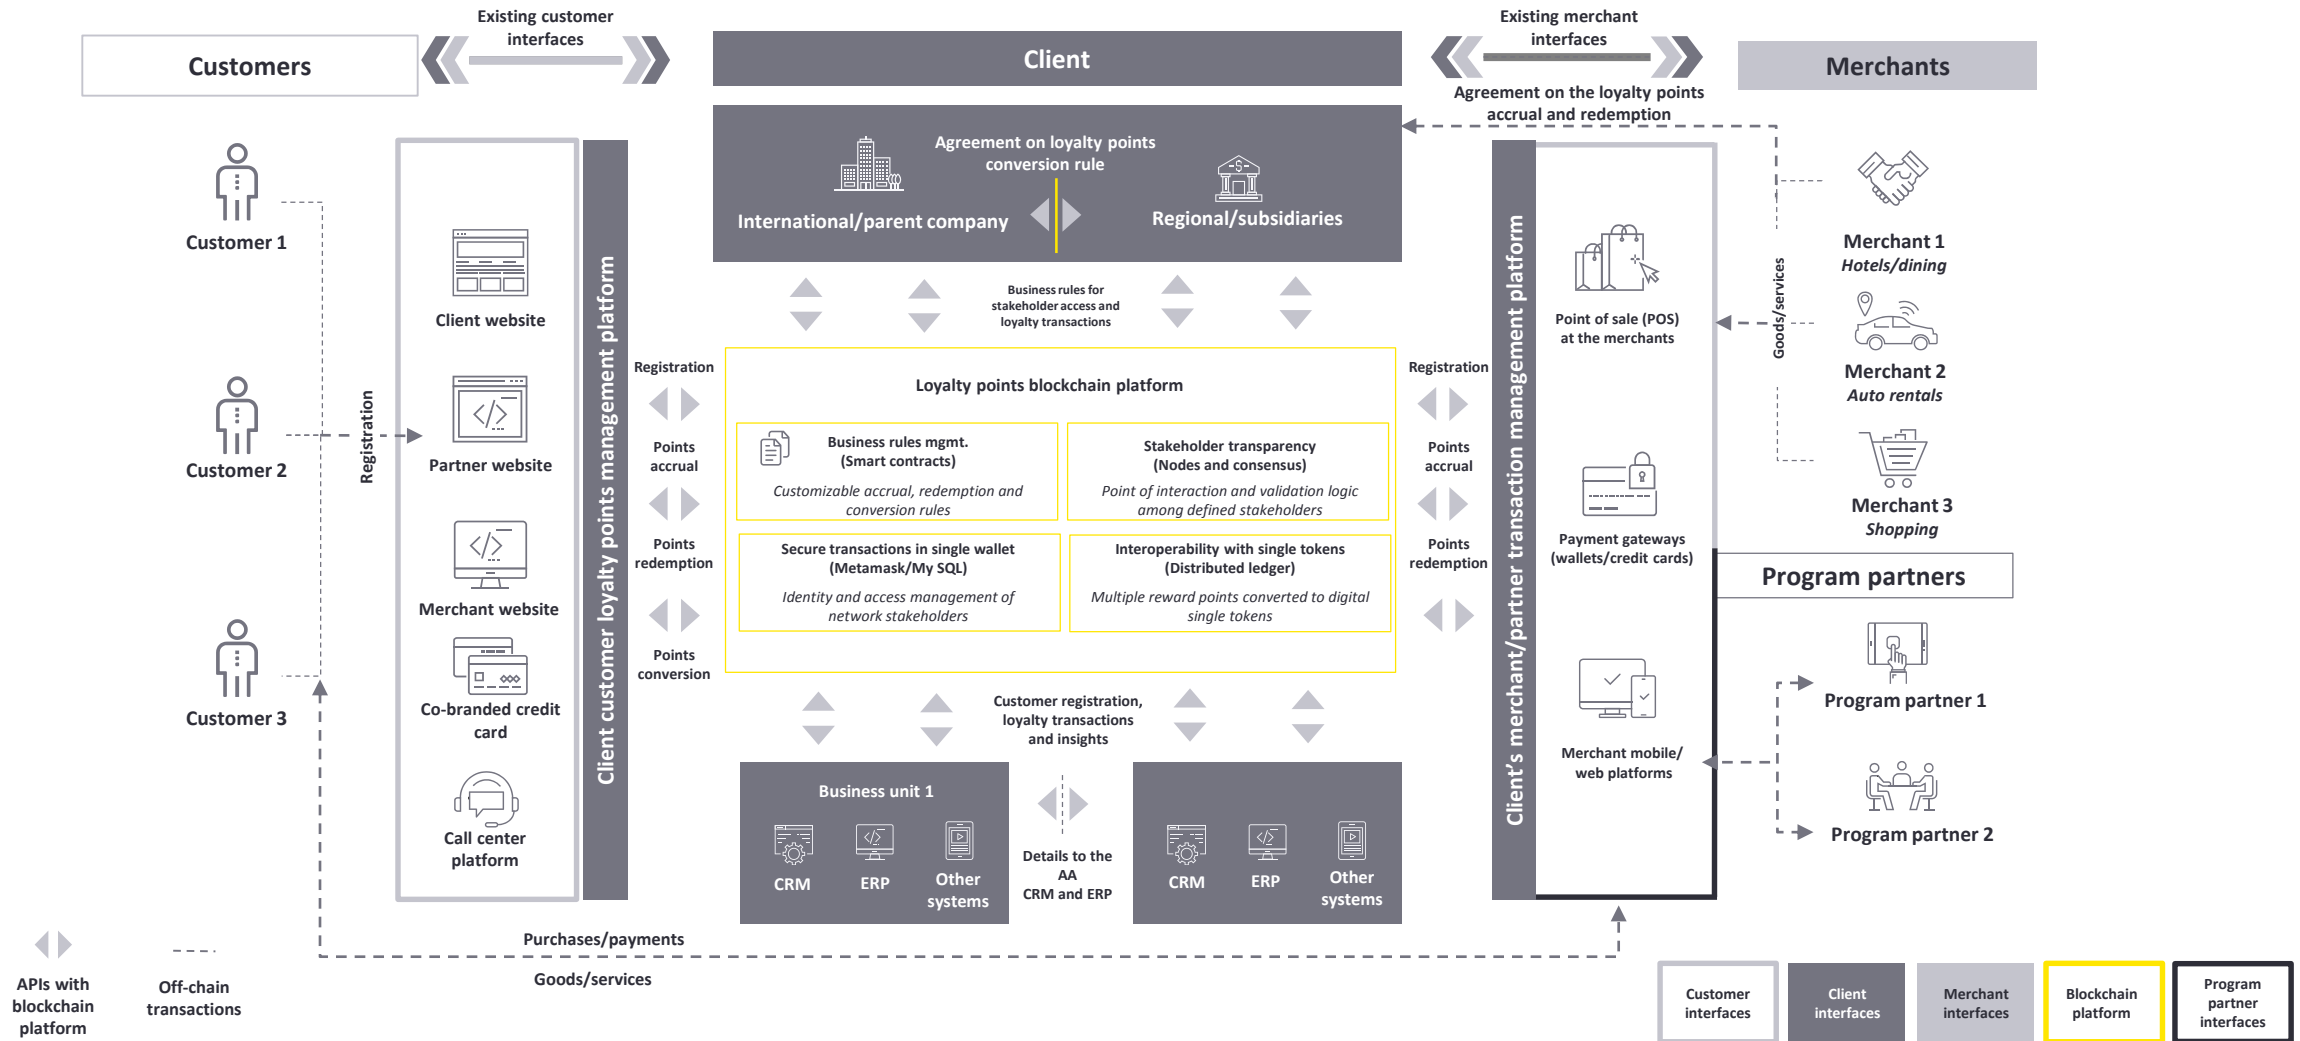 Existing customer
interfaces
Existing merchant
interfaces
Customers
Client
Merchants
Agreement on the loyalty points
accrual and redemption
Agreement on loyalty points
conversion rule
International/parent company
Regional/subsidiaries
Customer 1
Customer 2
Customer 3
Registration
Client website
Partner website
Merchant website
Co-branded credit
card
Call center
platform
Client customer loyalty points management platform
Business rules for
stakeholder access and
loyalty transactions
Registration
Points
accrual
Points
redemption
Points
conversion
Loyalty points blockchain platform
Business rules mgmt.
(Smart contracts)
Customizable accrual, redemption and
conversion rules
Stakeholder transparency
(Nodes and consensus)
Point of interaction and validation logic
among defined stakeholders
Secure transactions in single wallet
(Metamask/My SQL)
Identity and access management of
network stakeholders
Interoperability with single tokens
(Distributed ledger)
Multiple reward points converted to digital
single tokens
Registration
Points
accrual
Points
redemption
Customer registration,
loyalty transactions
and insights
Business unit 1
CRM
ERP
Other
systems
Details to the
AA
CRM and ERP
CRM
ERP
Other
systems
Client's merchant/partner transaction management platform
Point of sale (POS)
at the merchants
Payment gateways
(wallets/credit cards)
Merchant mobile/
web platforms
Goods/services
Merchant 1
Hotels/dining
Merchant 2
Auto rentals
Merchant 3
Shopping
Program partners
Program partner 1
Program partner 2
Purchases/payments
Goods/services
APIs with
blockchain
platform
Off-chain
transactions
Customer
interfaces
Client
interfaces
Merchant
interfaces
Blockchain
platform
Program
partner
interfaces